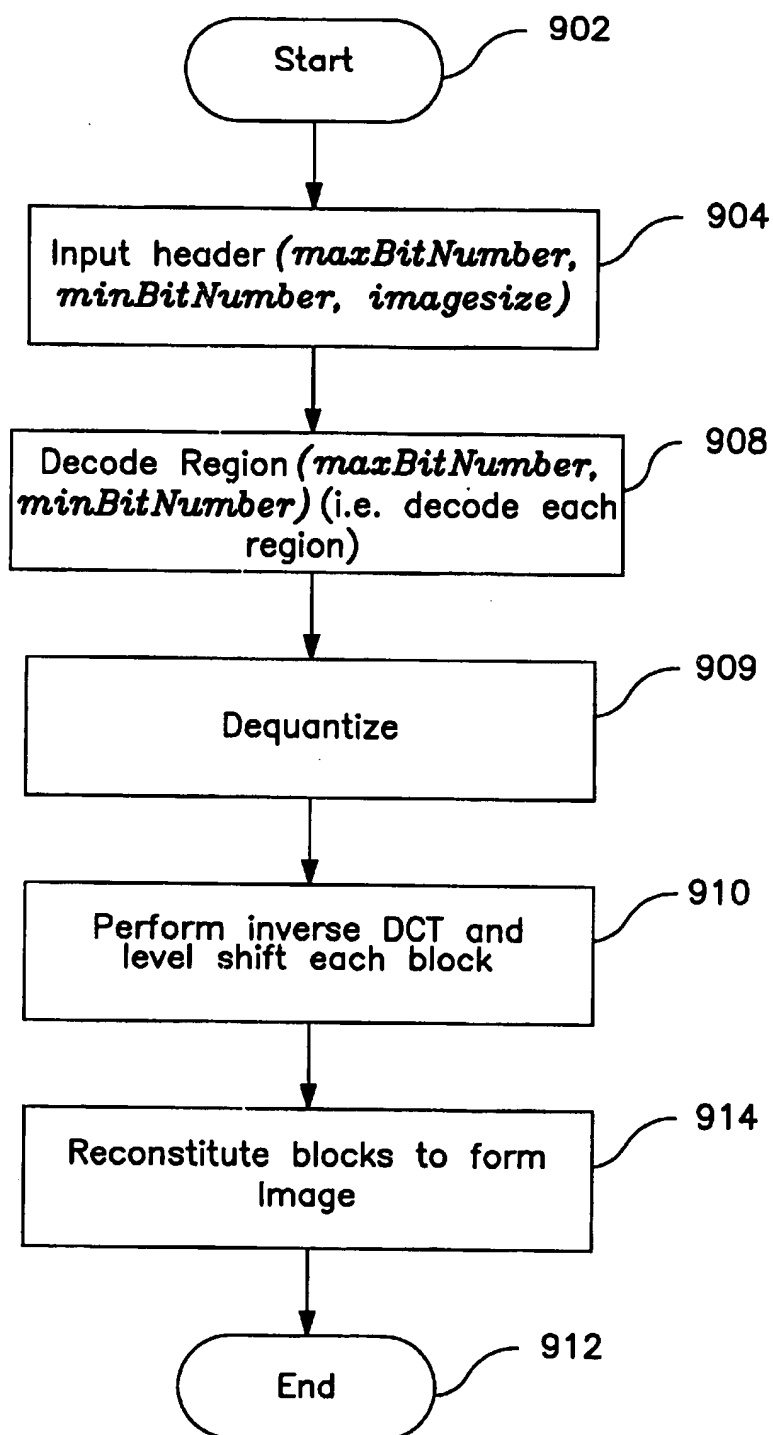 Start
902
Input header (maxBitNumber,
minBitNumber, imagesize)
904
Decode Region (maxBitNumber,
minBitNumber) (i.e. decode each
region)
908
Dequantize
909
Perform inverse DCT and
level shift each block
910
Reconstitute blocks to form
Image
914
End
912